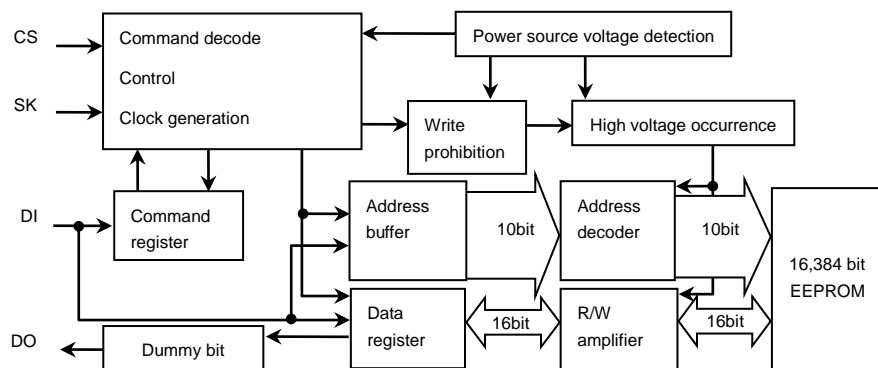 CS
Command decode
Power source voltage detection
Control
SK
Clock generation
Write
prohibition
High voltage occurrence
DI
Command
register
Address
buffer
10bit
Address
decoder
10bit
16,384 bit
EEPROM
DO
Dummy bit
Data
register
16bit
R/W
amplifier
16bit